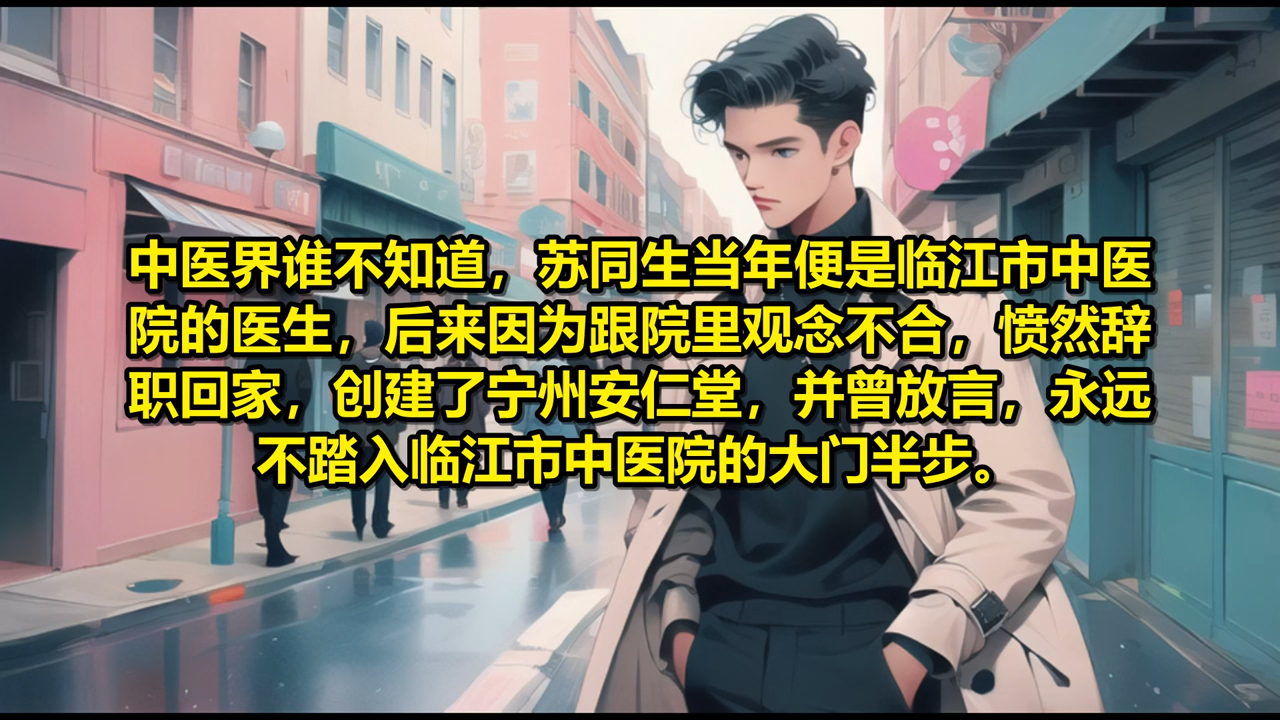 中医界谁不知道，苏同生当年便是临江市中医
院的医生，后来因为跟院里观念不合，愤然辞
职回家，创建了宁州安仁堂，并曾放言，永远
不踏入临江市中医院的大门半步。